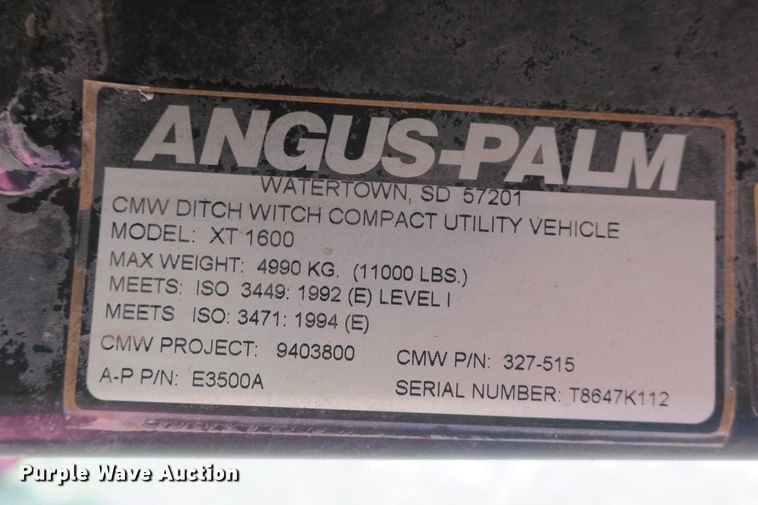 ANGUS-PALM
WATERTOWN, SD 57201
CMW DITCH WITCH COMPACT UTILITY VEHICLE
MODEL: XT 1600
MAX WEIGHT: 4990 KG. (11000 LBS.)
MEETS: ISO 3449: 1992 (E) LEVEL I
MEETS ISO: 3471: 1994 (E)
CMW PROJECT: 9403800 CMW P/N: 327-515
A-P P/N: E3500A SERIAL NUMBER: T8647K112
Purple Wave Auction